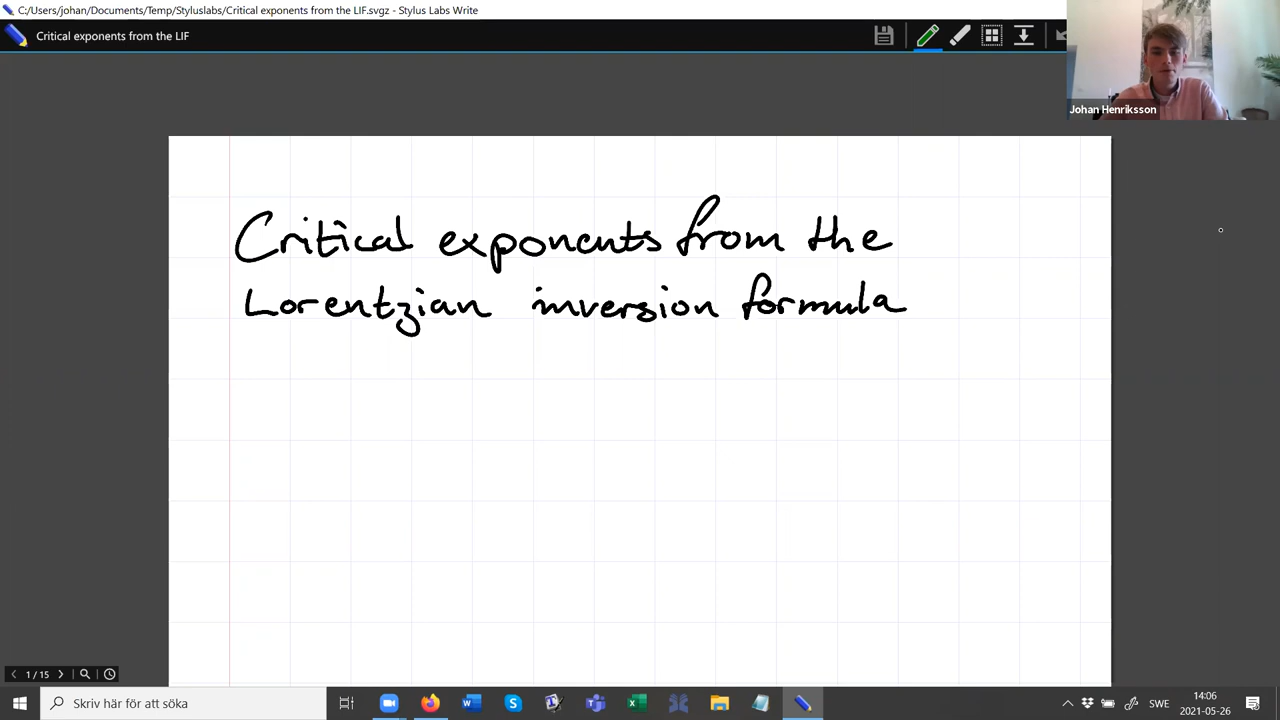 C:/Users/johan/Documents/Temp/Styluslabs/Critical exponents from the LIF.svgz - Stylus Labs Write
Critical exponents from the LIF
Johan Henriksson
Critical exponents from the
Lorentzian inversion formula
1 / 15
Skriv här för att söka
SWE
14:06
2021-05-26